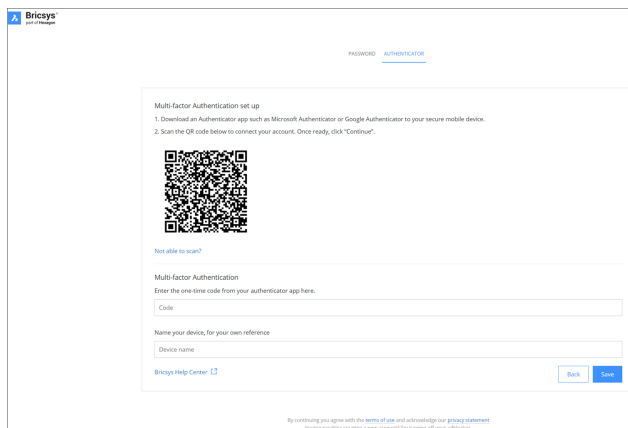 Bricsys®
part of Hexagon
PASSWORD AUTHENTICATOR
Multi-factor Authentication set up
1. Download an Authenticator app such as Microsoft Authenticator or Google Authenticator to your secure mobile device.
2. Scan the QR code below to connect your account. Once ready, click “Continue”.
Not able to scan?
Multi-factor Authentication
Enter the one-time code from your authenticator app here.
Code
Name your device, for your own reference
Device name
Bricsys Help Center
Back Save
By continuing you agree with the terms of use and acknowledge our privacy statement